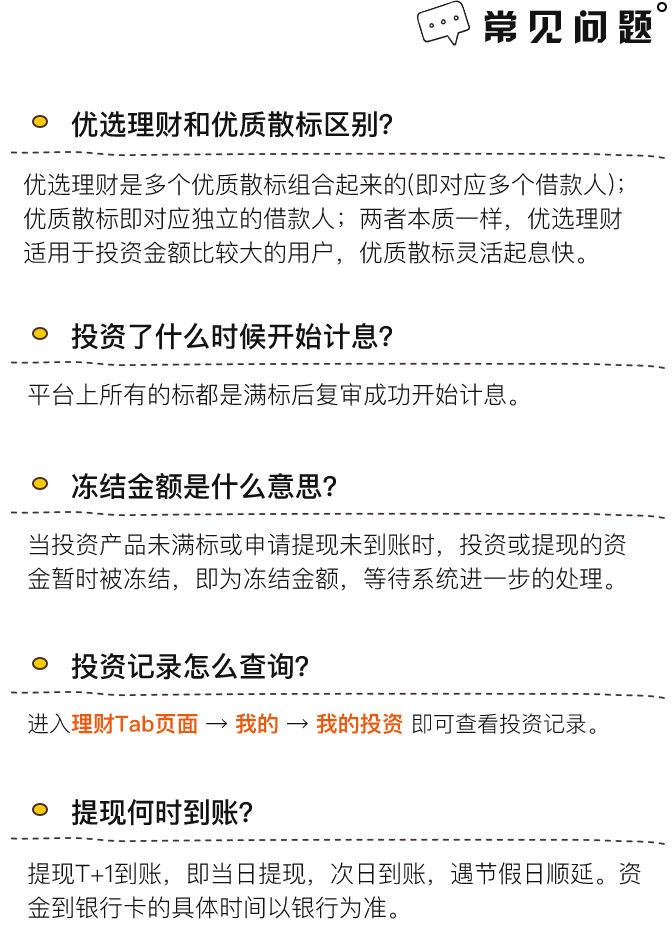 常见问题
优选理财和优质散标区别?
优选理财是多个优质散标组合起来的(即对应多个借款人)；
优质散标即对应独立的借款人；两者本质一样，优选理财
适用于投资金额比较大的用户，优质散标灵活起息快。
投资了什么时候开始计息?
平台上所有的标都是满标后复审成功开始计息。
冻结金额是什么意思?
当投资产品未满标或申请提现未到账时，投资或提现的资
金暂时被冻结，即为冻结金额，等待系统进一步的处理。
投资记录怎么查询?
进入理财Tab页面 → 我的 → 我的投资 即可查看投资记录。
提现何时到账?
提现T+1到账，即当日提现，次日到账，遇节假日顺延。资
金到银行卡的具体时间以银行为准。